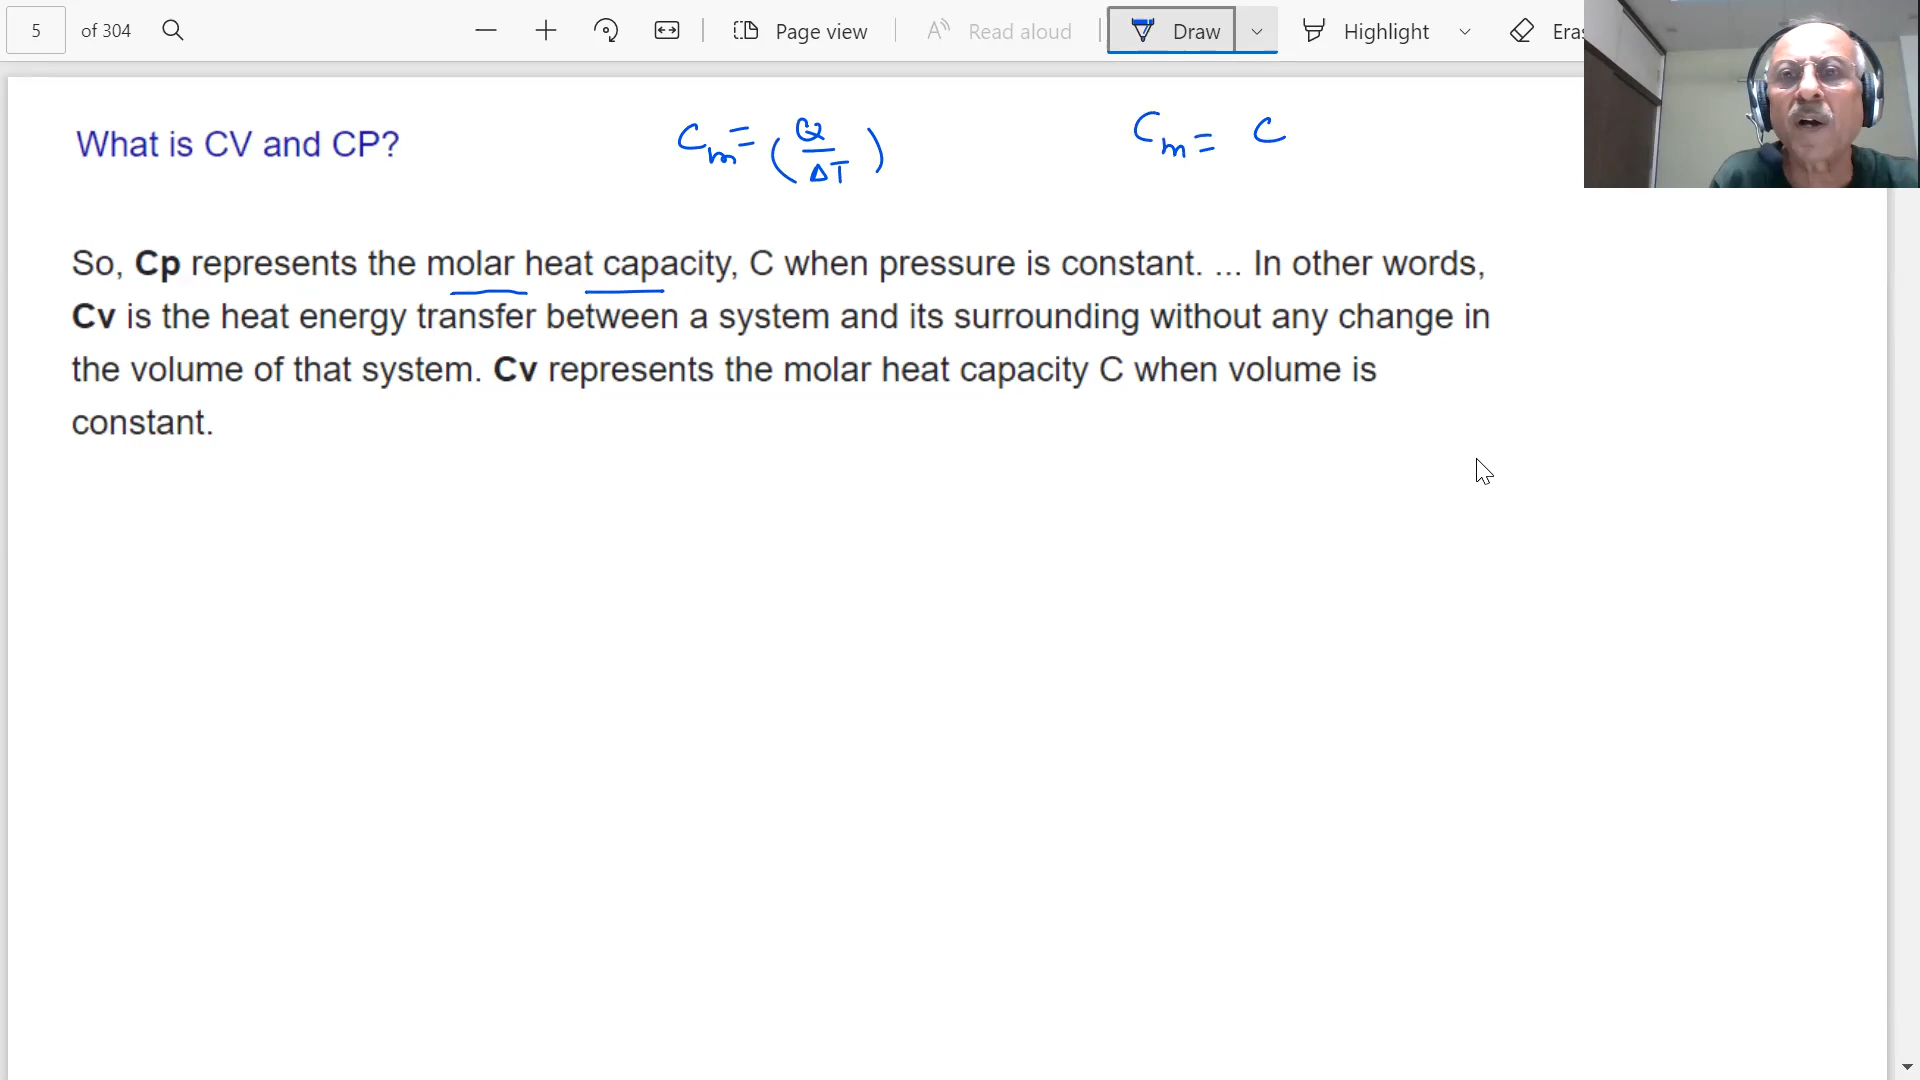 5 of 304 Page view Read aloud Draw Highlight Eras
What is CV and CP? Cm = (Q/ΔT) Cm = C
So, Cp represents the molar heat capacity, C when pressure is constant. ... In other words,
Cv is the heat energy transfer between a system and its surrounding without any change in
the volume of that system. Cv represents the molar heat capacity C when volume is
constant.